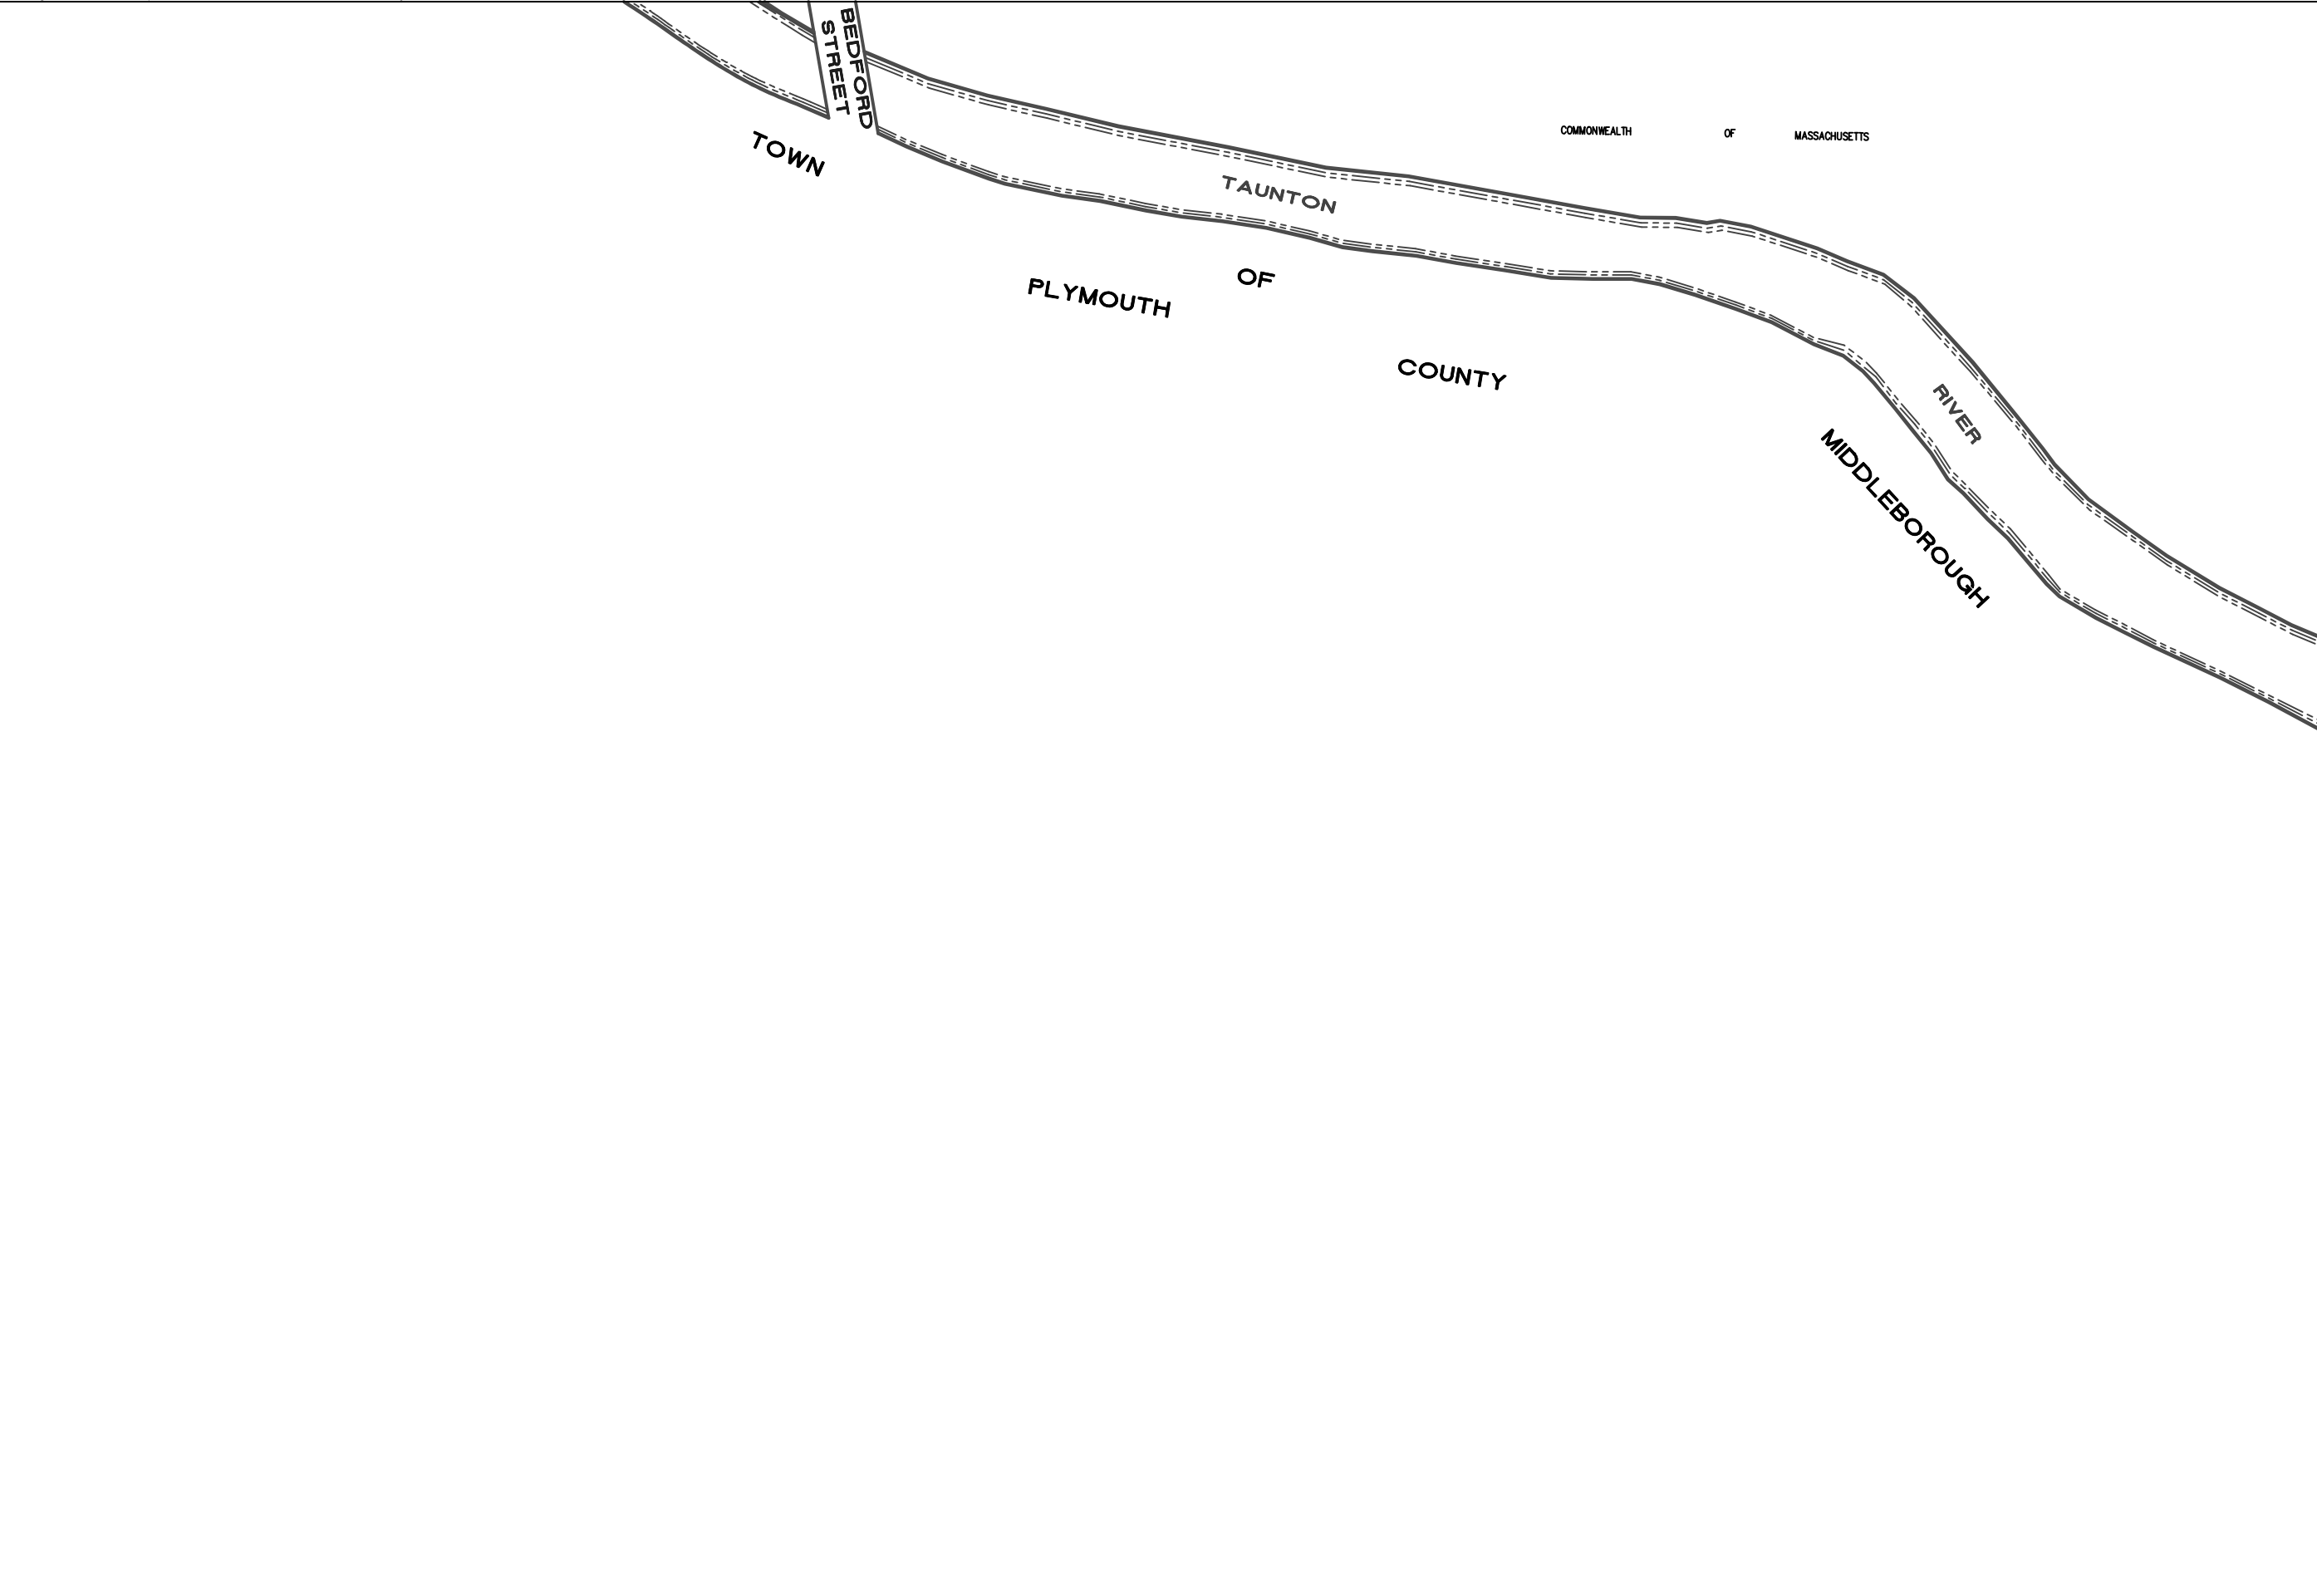 BEDFORD
STREET
COMMONWEALTH OF MASSACHUSETTS
TOWN OF MIDDLEBOROUGH
TAUNTON RIVER
PLYMOUTH COUNTY